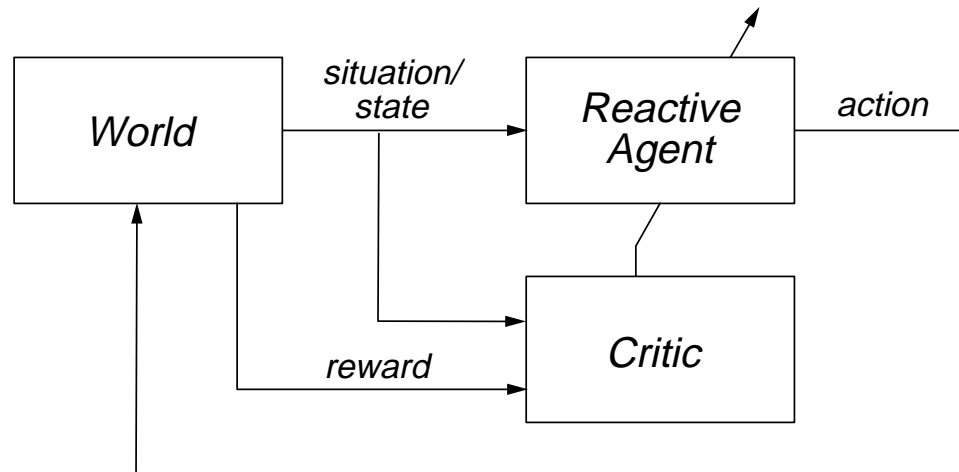 World
situation/
state
Reactive
Agent
action
reward
Critic